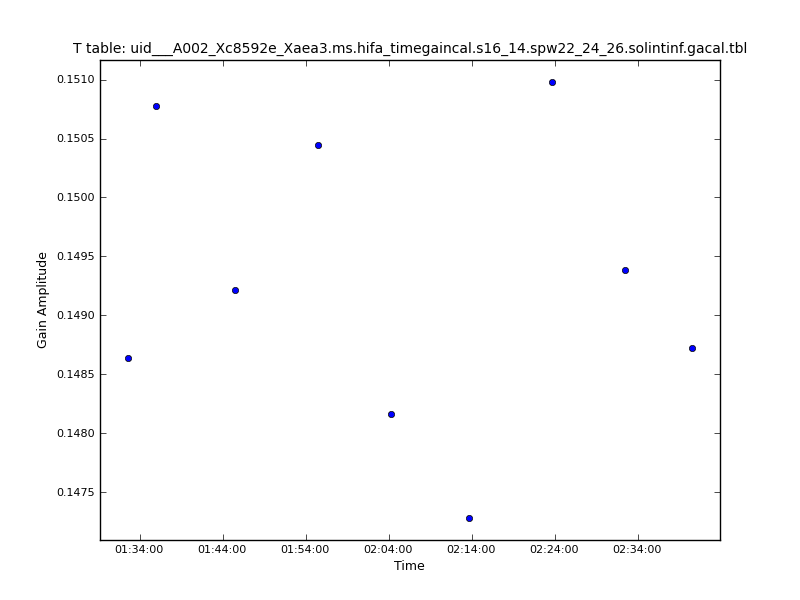 T table: uid___A002_Xc8592e_Xaea3.ms.hifa_timegaincal.s16_14.spw22_24_26.solintinf.gacal.tbl
0.1510
0.1505
0.1500
0.1495
0.1490
0.1485
0.1480
0.1475
Gain Amplitude
01:34:00 01:44:00 01:54:00 02:04:00 02:14:00 02:24:00 02:34:00
Time